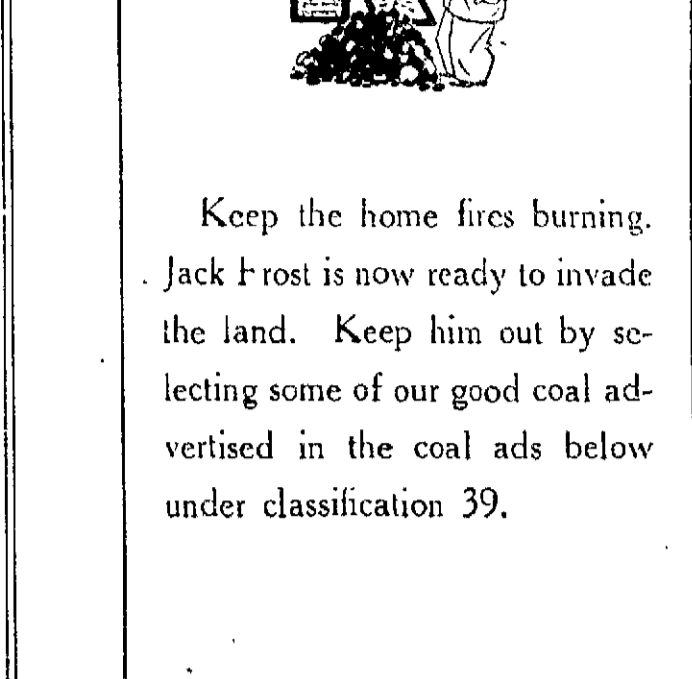 Keep the home fires burning.
Jack Frost is now ready to invade
the land. Keep him out by se-
lecting some of our good coal ad-
vertised in the coal ads below
under classification 39.